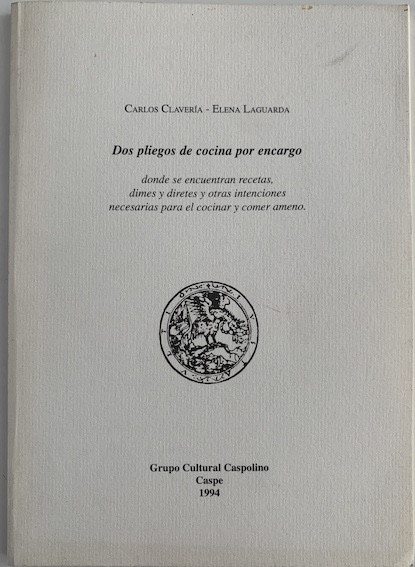 Carlos Clavería - Elena Laguarda
Dos pliegos de cocina por encargo
donde se encuentran recetas,
dimes y diretes y otras intenciones
necesarias para el cocinar y comer ameno.
Grupo Cultural Caspolino
Caspe
1994